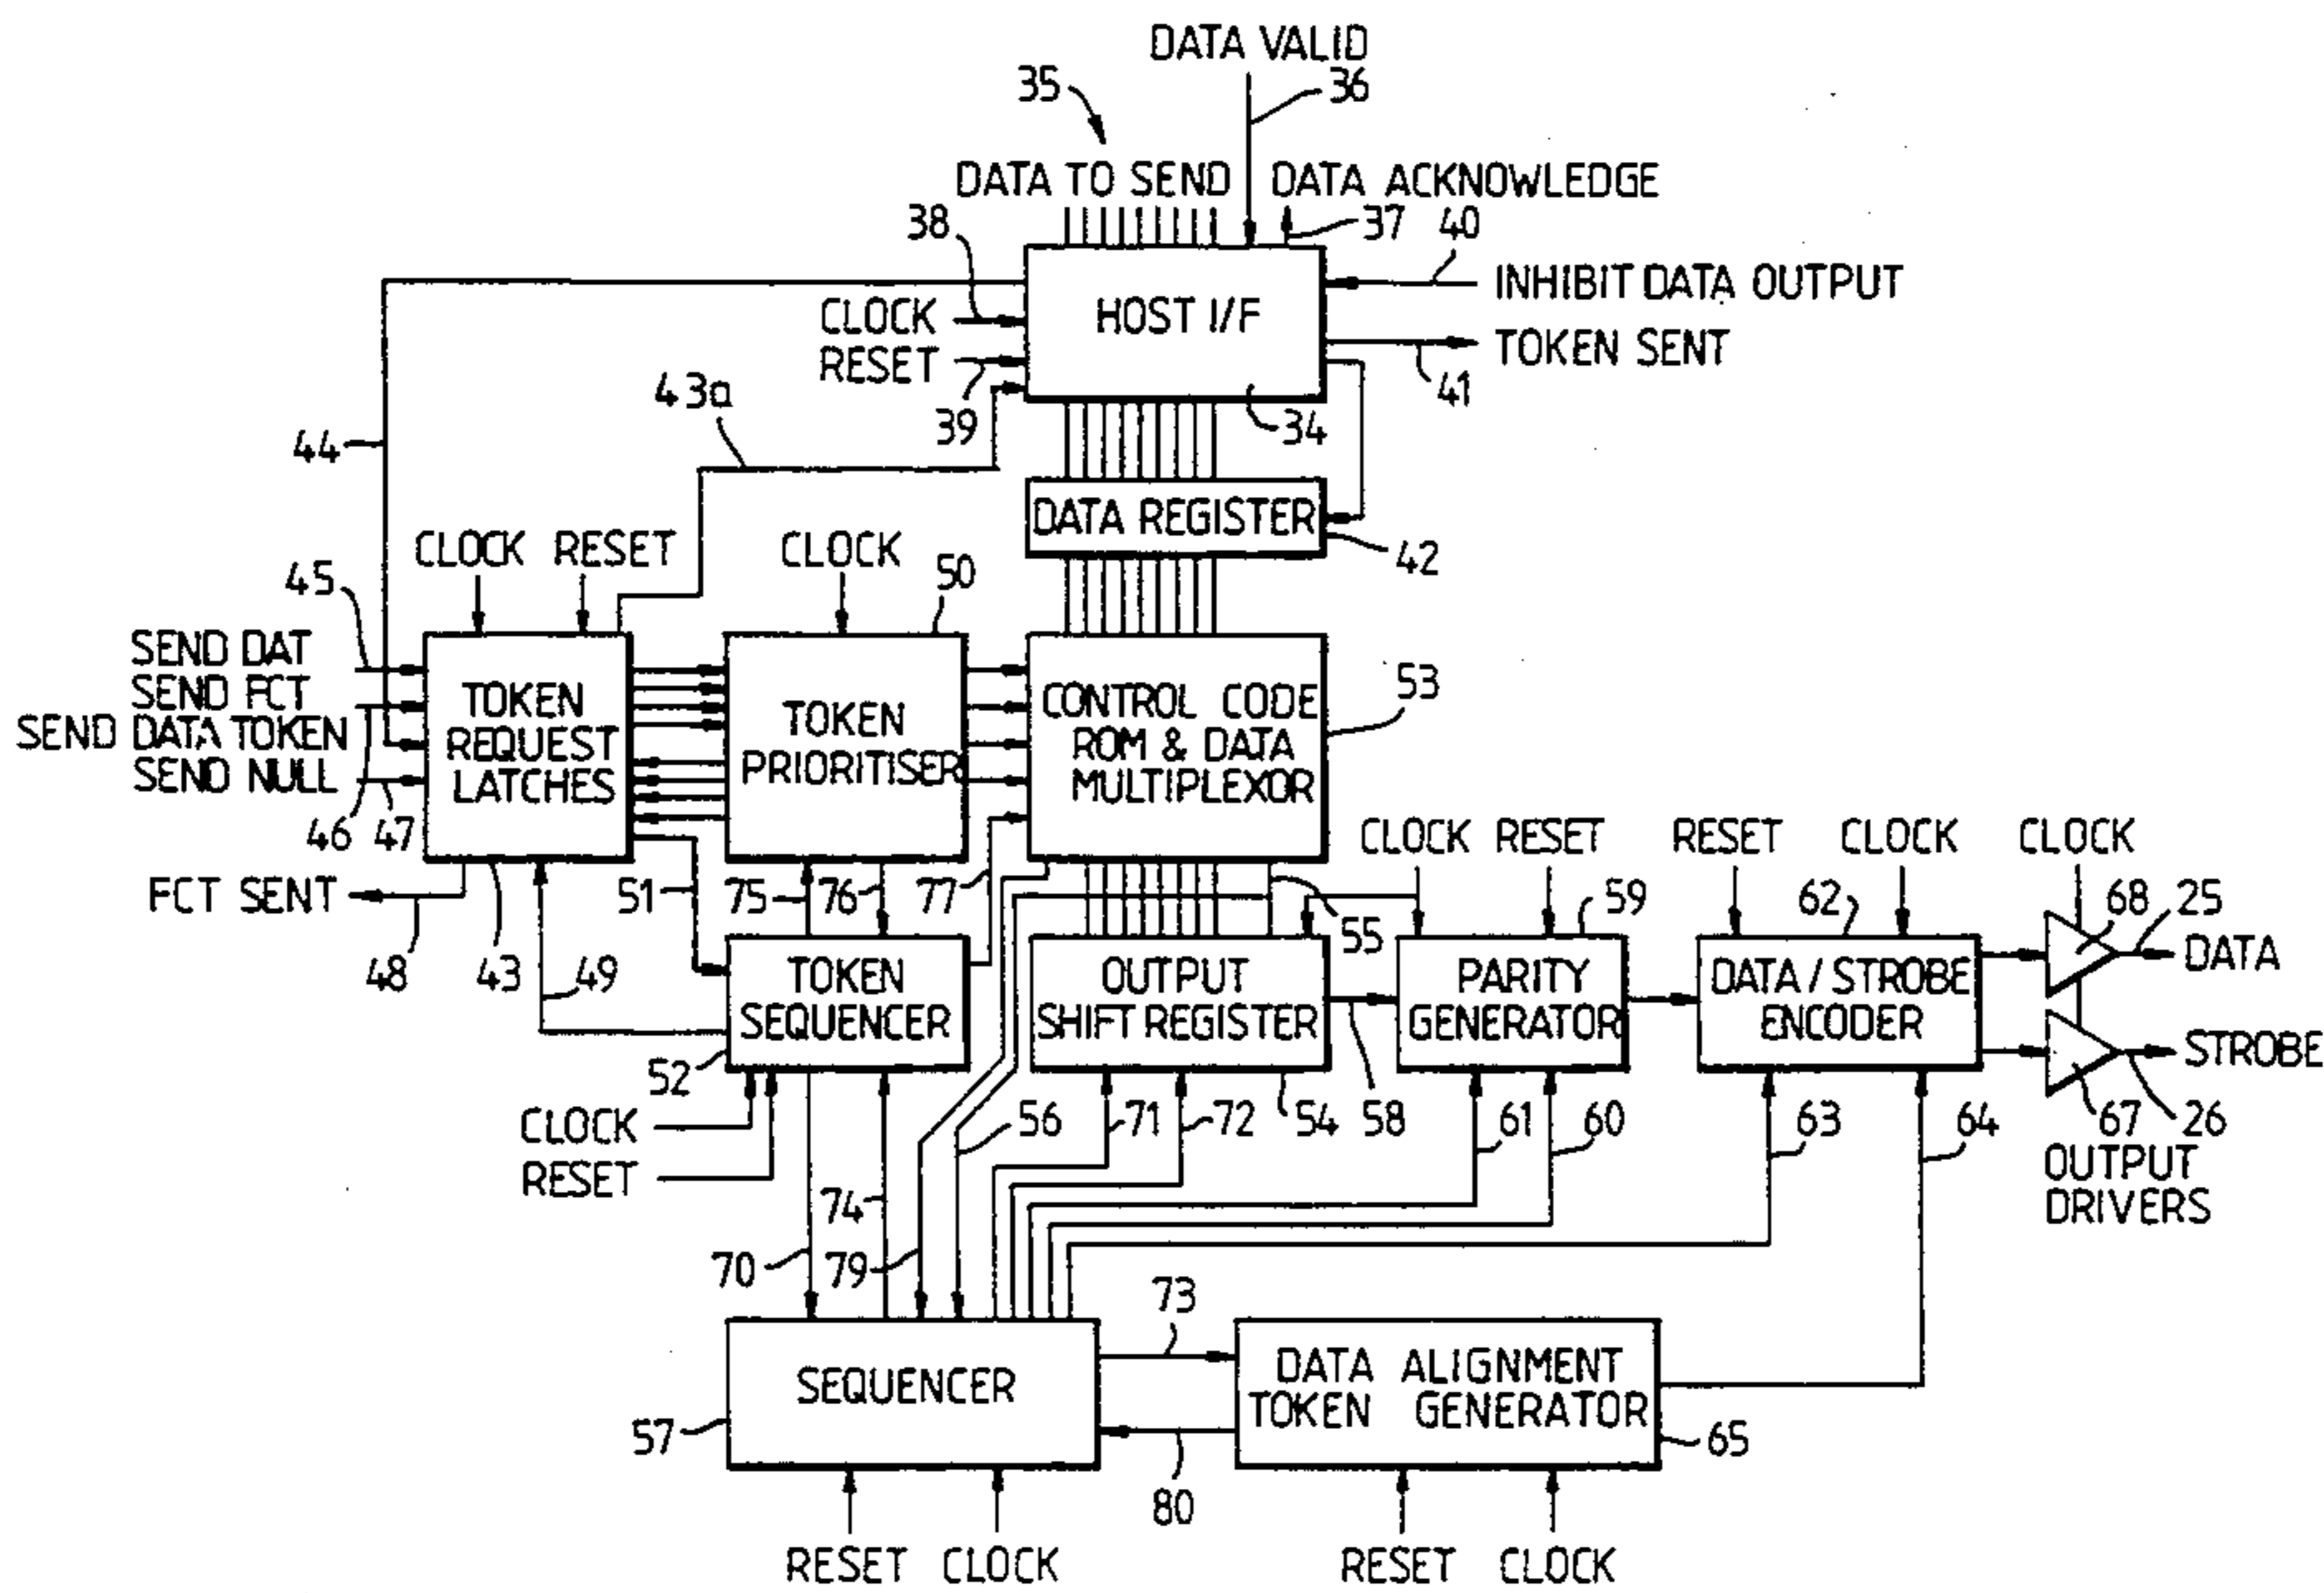 DATA VALID
35
36
DATA TO SEND
DATA ACKNOWLEDGE
38
37
40
CLOCK
HOST I/F
INHIBIT DATA OUTPUT
RESET
TOKEN SENT
43a
39
34
41
44
DATA REGISTER
42
CLOCK RESET
CLOCK
50
45
SEND DAT
SEND FCT
SEND DATA TOKEN
SEND NULL
46
47
TOKEN
REQUEST
LATCHES
TOKEN
PRIORITISER
CONTROL CODE
ROM & DATA
MULTIPLEXOR
53
CLOCK RESET
RESET
CLOCK
CLOCK
FCT SENT
48
43
49
51
75
76
77
55
59
62
68
25
DATA
TOKEN
SEQUENCER
OUTPUT
SHIFT REGISTER
PARITY
GENERATOR
DATA / STROBE
ENCODER
STROBE
52
CLOCK
RESET
74
56
71
72
54
58
61
60
63
64
67
26
OUTPUT
DRIVERS
70
79
73
SEQUENCER
DATA ALIGNMENT
TOKEN GENERATOR
57
80
65
RESET CLOCK
RESET CLOCK